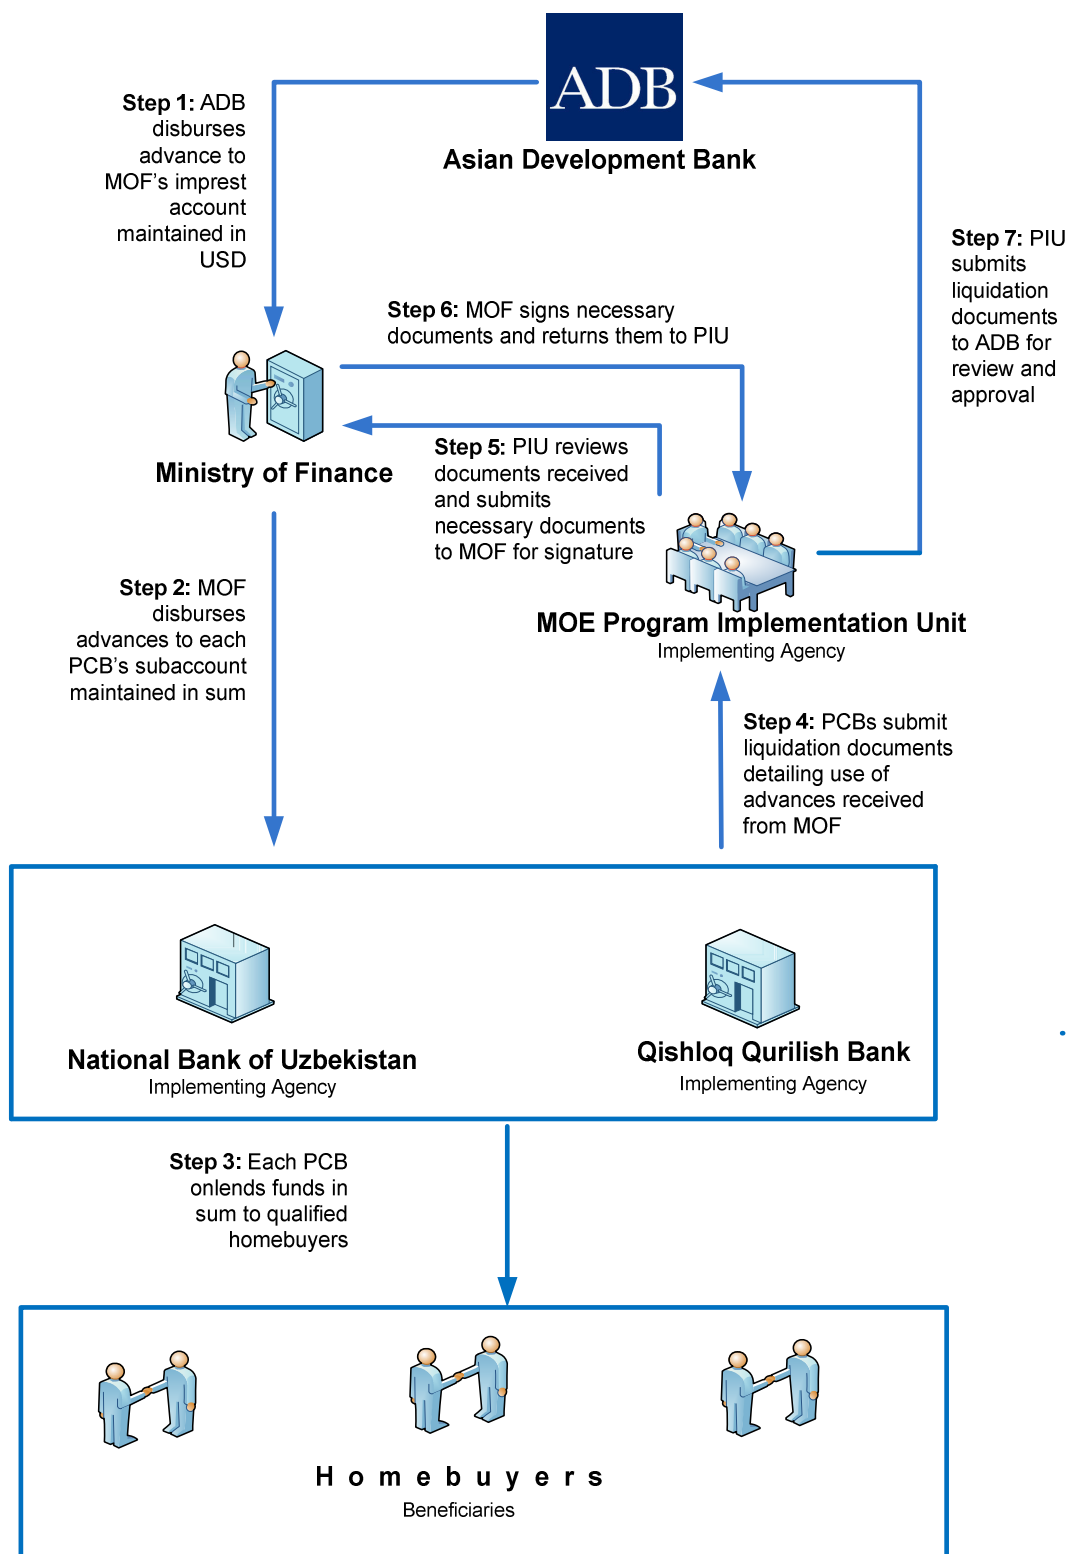 ADB
Asian Development Bank
Step 1: ADB
disburses
advance to
MOF's imprest
account
maintained in
USD
Step 7: PIU
submits
liquidation
documents
to ADB for
review and
approval
Step 6: MOF signs necessary
documents and returns them to PIU
Ministry of Finance
Step 5: PIU reviews
documents received
and submits
necessary documents
to MOF for signature
MOE Program Implementation Unit
Implementing Agency
Step 2: MOF
disburses
advances to each
PCB's subaccount
maintained in sum
Step 4: PCBs submit
liquidation documents
detailing use of
advances received
from MOF
National Bank of Uzbekistan
Implementing Agency
Qishloq Qurilish Bank
Implementing Agency
Step 3: Each PCB
onlends funds in
sum to qualified
homebuyers
Homebuyers
Beneficiaries